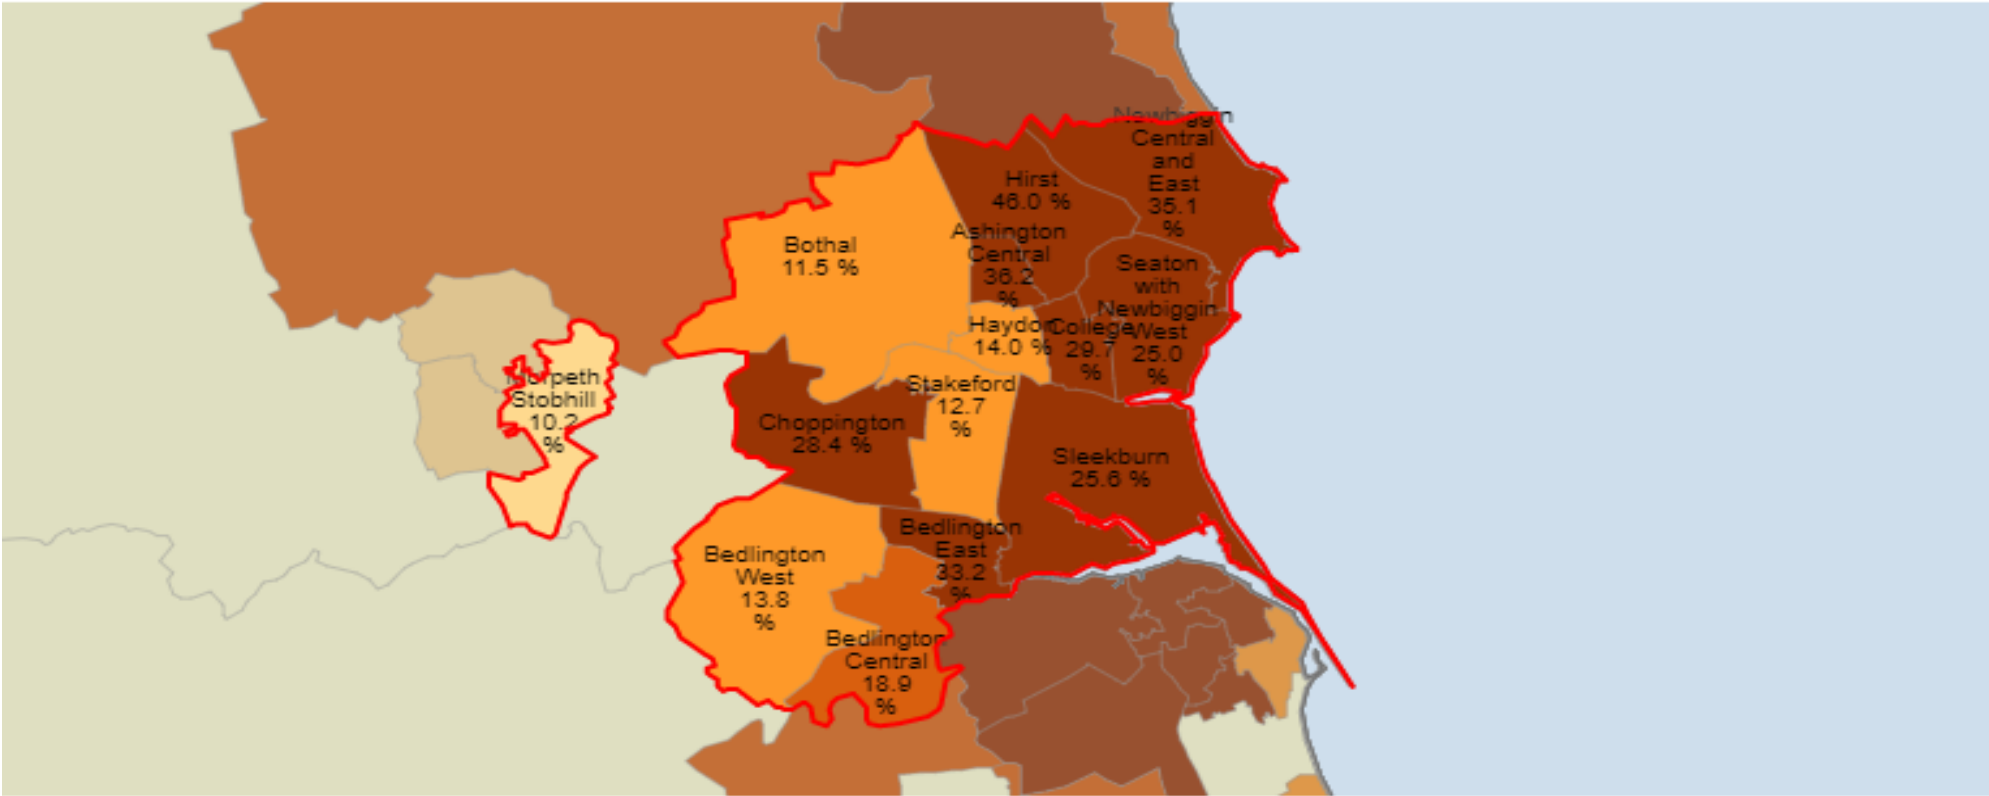 Newbiggin
Central
and
East
35.1
%
Hirst
46.0 %
Ashington
Central
36.2
%
Bothal
11.5 %
Seaton
with
Newbiggin
West
25.0
%
Haydon
14.0 %
College
29.7
%
Morpeth
Stobhill
10.2
%
Stakeford
12.7
%
Choppington
28.4 %
Sleekburn
25.6 %
Bedlington
East
33.2
%
Bedlington
West
13.8
%
Bedlington
Central
18.9
%